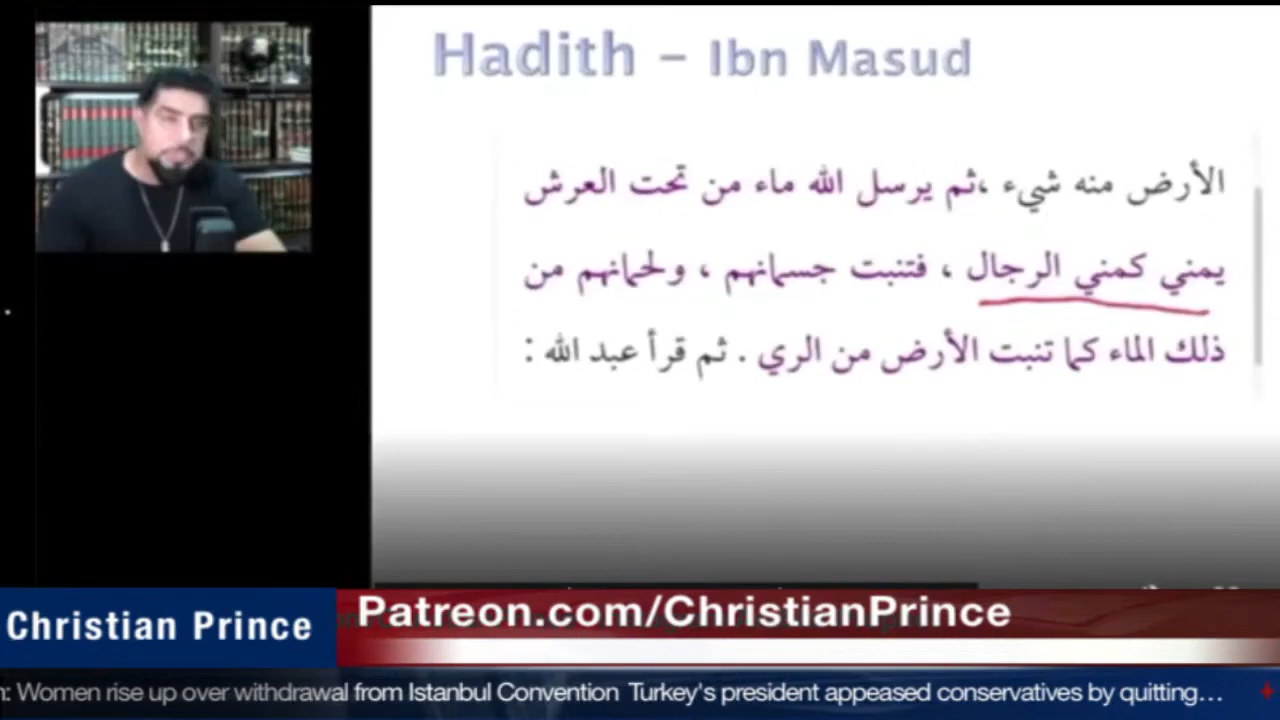 Hadith – Ibn Masud
الأرض منه شيء ،ثم يرسل الله ماء من تحت العرش
يمني كمني الرجال ، فتنبت جسمانهم ، ولحمانهم من
ذلك الماء كما تنبت الأرض من الري . ثم قرأ عبد الله :
Christian Prince
Patreon.com/ChristianPrince
n: Women rise up over withdrawal from Istanbul Convention Turkey's president appeased conservatives by quitting…